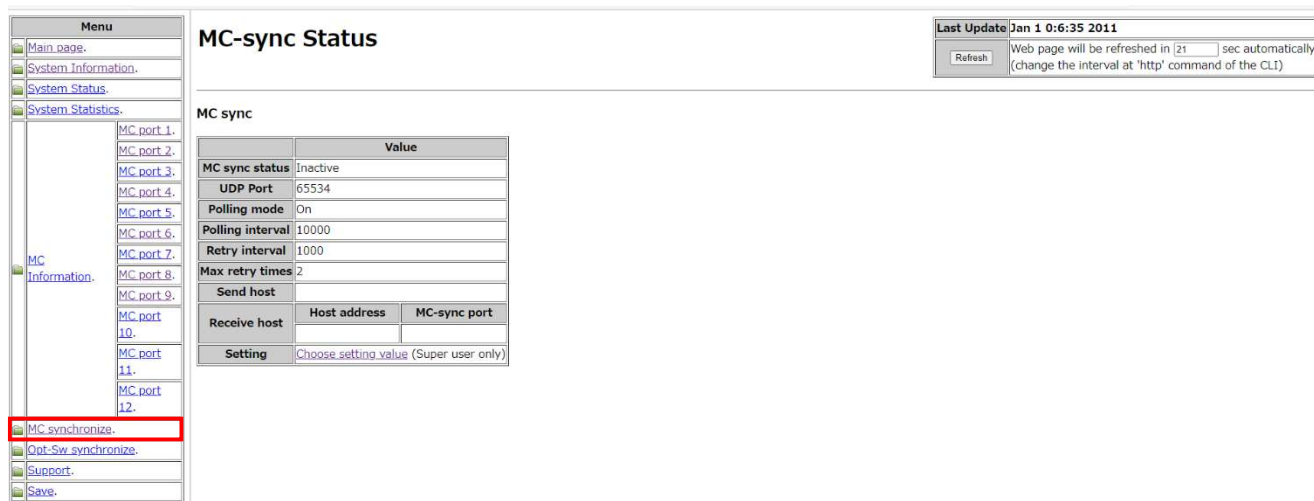 Menu
Main page.
System Information.
System Status.
System Statistics.
MC
Information.
MC port 1.
MC port 2.
MC port 3.
MC port 4.
MC port 5.
MC port 6.
MC port 7.
MC port 8.
MC port 9.
MC port
10.
MC port
11.
MC port
12.
MC synchronize.
Opt-Sw synchronize.
Support.
Save.
MC-sync Status
Last Update Jan 1 0:6:35 2011
Refresh Web page will be refreshed in 21 sec automatically
(change the interval at 'http' command of the CLI)
MC sync
Value
MC sync status Inactive
UDP Port 65534
Polling mode On
Polling interval 10000
Retry interval 1000
Max retry times 2
Send host
Receive host Host address MC-sync port
Setting Choose setting value (Super user only)